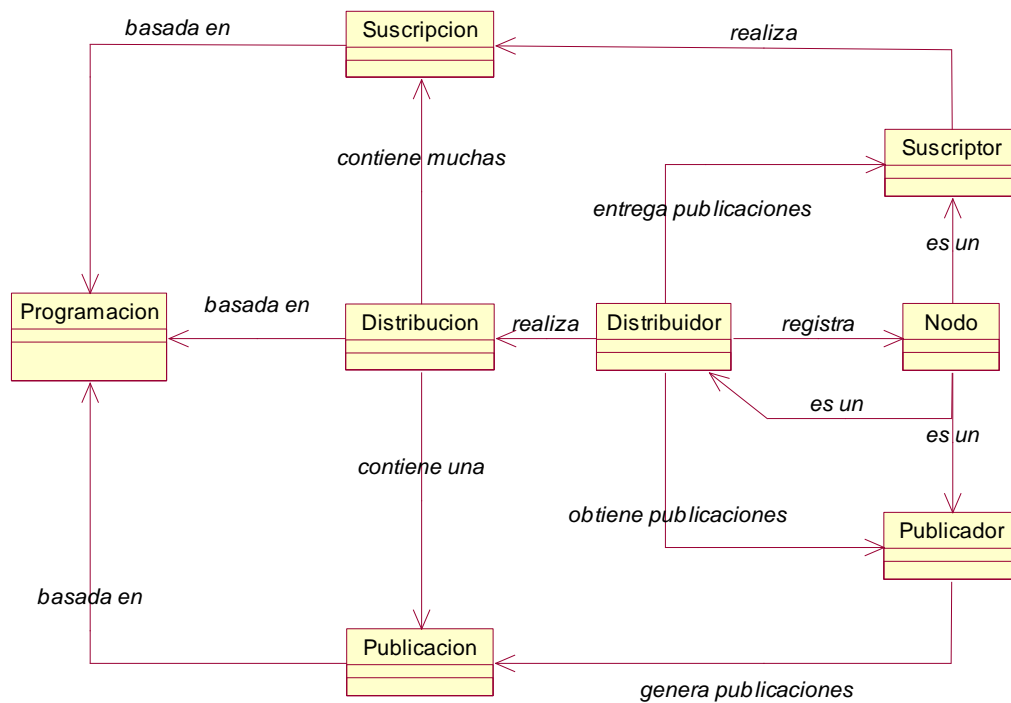 basada en
Suscripcion
realiza
Suscriptor
contiene muchas
entrega publicaciones
es un
Programacion
basada en
Distribucion
realiza
Distribuidor
registra
Nodo
es un
es un
contiene una
obtiene publicaciones
Publicador
basada en
Publicacion
genera publicaciones